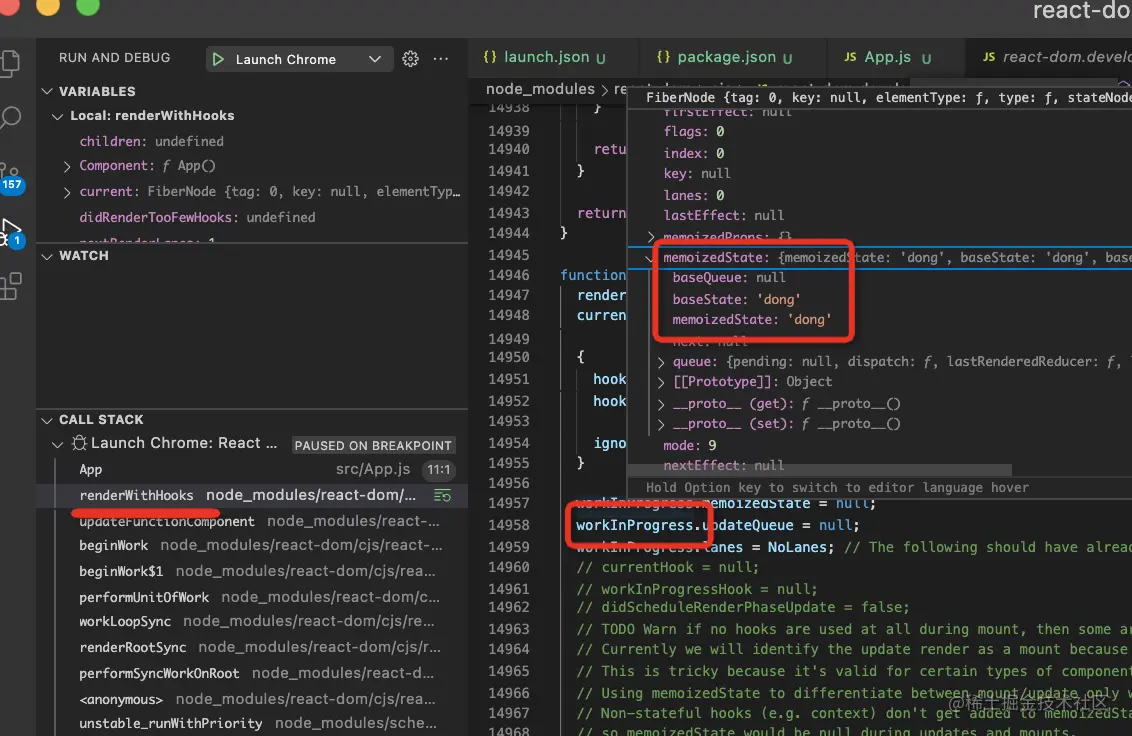 react-do
RUN AND DEBUG
Launch Chrome
...
{} launch.json U
{} package.json U
JS App.js U
JS react-dom.develo
VARIABLES
Local: renderWithHooks
children: undefined
Component: ƒ App()
current: FiberNode {tag: 0, key: null, elementTyp…
didRenderTooFewHooks: undefined
157
1
WATCH
CALL STACK
Launch Chrome: React ...
PAUSED ON BREAKPOINT
App src/App.js 11:1
renderWithHooks node_modules/react-dom/...
updateFunctionComponent node_modules/react-...
beginWork node_modules/react-dom/cjs/react-...
beginWork$1 node_modules/react-dom/cjs/rea...
performUnitOfWork node_modules/react-dom/c...
workLoopSync node_modules/react-dom/cjs/re...
renderRootSync node_modules/react-dom/cjs/r...
performSyncWorkOnRoot node_modules/react-d...
<anonymous> node_modules/react-dom/cjs/rea...
unstable_runWithPriority node_modules/sche...
node_modules > re
14938 }
14939
14940 retu
14941 }
14942
14943 return
14944 }
14945
14946 function
14947 render
14948 curren
14949
14950 {
14951 hook
14952 hook
14953
14954 igno
14955 }
14956
14957 workInProgress.memoizedState = null;
14958 workInProgress.updateQueue = null;
14959 workInProgress.lanes = NoLanes; // The following should have alrea
14960 // currentHook = null;
14961 // workInProgressHook = null;
14962 // didScheduleRenderPhaseUpdate = false;
14963 // TODO Warn if no hooks are used at all during mount, then some ar
14964 // Currently we will identify the update render as a mount because
14965 // This is tricky because it's valid for certain types of component
14966 // Using memoizedState to differentiate between mount/update only w
14967 // Non-stateful hooks (e.g. context) don't get added to memoizedSta
14968 // so memoizedState would be null during updates and mounts.
FiberNode {tag: 0, key: null, elementType: ƒ, type: ƒ, stateNode
firstEffect: null
flags: 0
index: 0
key: null
lanes: 0
lastEffect: null
memoizedProps: {}
memoizedState: {memoizedState: 'dong', baseState: 'dong', base
baseQueue: null
baseState: 'dong'
memoizedState: 'dong'
next: null
queue: {pending: null, dispatch: ƒ, lastRenderedReducer: ƒ,
[[Prototype]]: Object
__proto__ (get): ƒ __proto__()
__proto__ (set): ƒ __proto__()
mode: 9
nextEffect: null
Hold Option key to switch to editor language hover
@稀土掘金技术社区